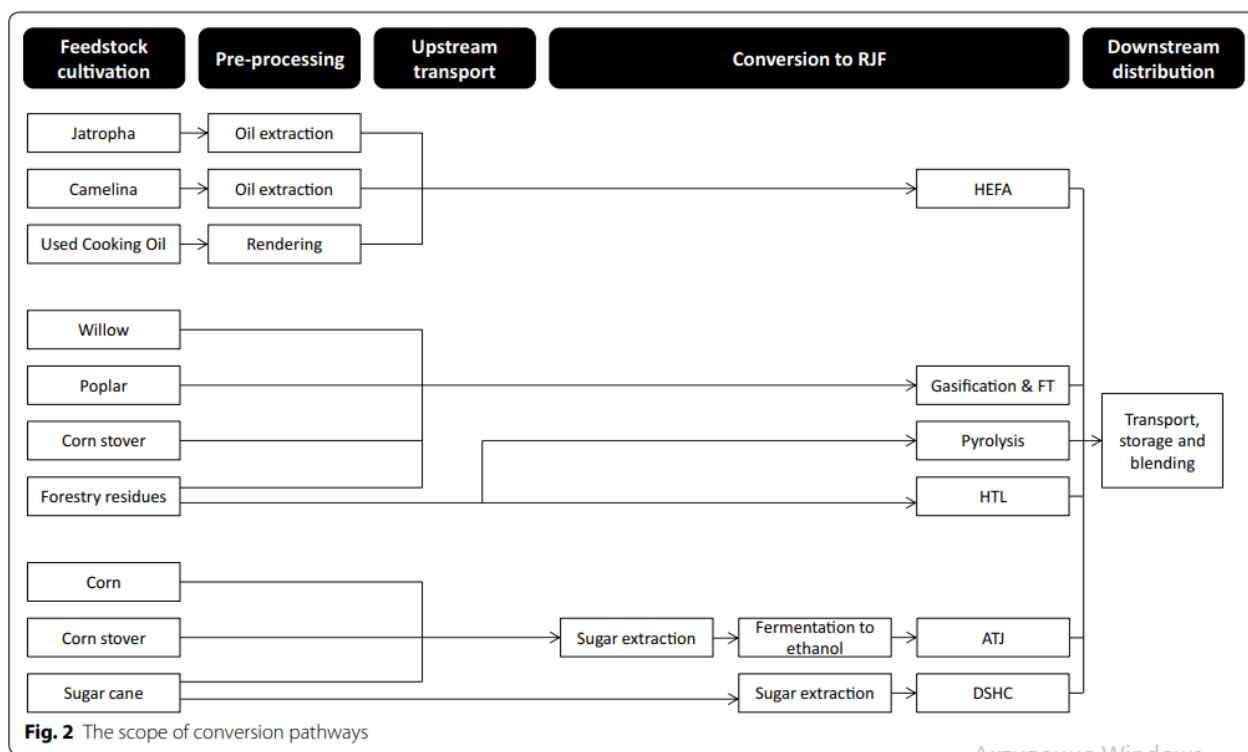 Feedstock
cultivation
Pre-processing
Upstream
transport
Conversion to RJF
Downstream
distribution
Jatropha
Oil extraction
Camelina
Oil extraction
HEFA
Used Cooking Oil
Rendering
Willow
Poplar
Gasification & FT
Corn stover
Pyrolysis
Transport,
storage and
blending
Forestry residues
HTL
Corn
Corn stover
Sugar extraction
Fermentation to
ethanol
ATJ
Sugar cane
Sugar extraction
DSHC
Fig. 2 The scope of conversion pathways